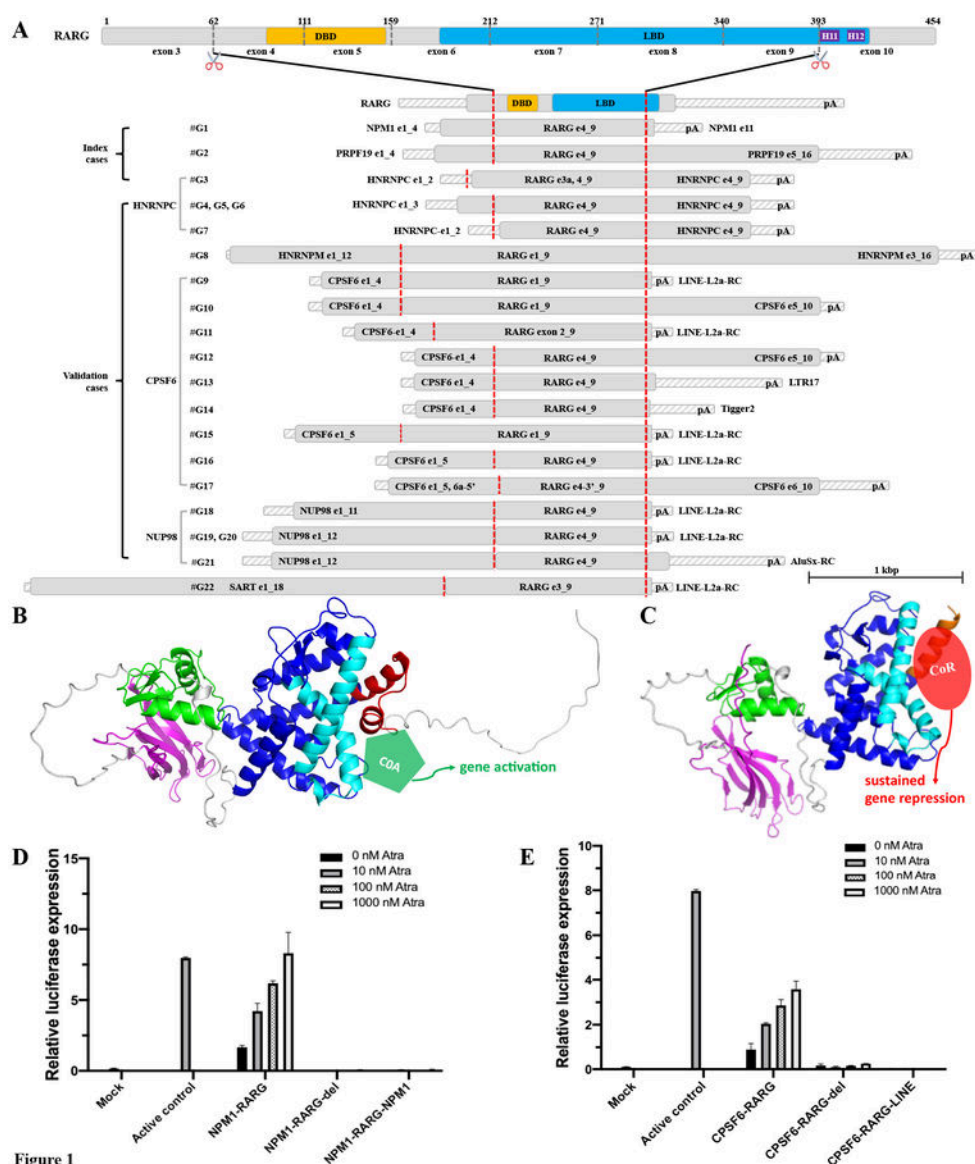 A
1 62 111 159 212 271 340 393 454
RARG DBD LBD H11 H12
exon 3 exon 4 exon 5 exon 6 exon 7 exon 8 exon 9 exon 10
RARG DBD LBD pA
Index cases
#G1 NPM1 e1_4 RARG e4_9 pA NPM1 e11
#G2 PRPF19 e1_4 RARG e4_9 PRPF19 e5_16 pA
Validation cases
HNRNPC
#G3 HNRNPC e1_2 RARG e3a, 4_9 HNRNPC e4_9 pA
#G4, G5, G6 HNRNPC e1_3 RARG e4_9 HNRNPC e4_9 pA
#G7 HNRNPC-e1_2 RARG e4_9 HNRNPC e4_9 pA
#G8 HNRNPM e1_12 RARG e1_9 HNRNPM e3_16 pA
CPSF6
#G9 CPSF6 e1_4 RARG e1_9 pA LINE-L2a-RC
#G10 CPSF6 e1_4 RARG e1_9 CPSF6 e5_10 pA
#G11 CPSF6-e1_4 RARG exon 2_9 pA LINE-L2a-RC
#G12 CPSF6-e1_4 RARG e4_9 CPSF6 e5_10 pA
#G13 CPSF6 e1_4 RARG e4_9 pA LTR17
#G14 CPSF6 e1_4 RARG e4_9 pA Tigger2
#G15 CPSF6 e1_5 RARG e1_9 pA LINE-L2a-RC
#G16 CPSF6 e1_5 RARG e4_9 pA LINE-L2a-RC
#G17 CPSF6 e1_5, 6a-5' RARG e4-3'_9 CPSF6 e6_10 pA
NUP98
#G18 NUP98 e1_11 RARG e4_9 pA LINE-L2a-RC
#G19, G20 NUP98 e1_12 RARG e4_9 pA LINE-L2a-RC
#G21 NUP98 e1_12 RARG e4_9 pA AluSx-RC
#G22 SART e1_18 RARG e3_9 pA LINE-L2a-RC
1 kbp
B
COA
gene activation
C
CoR
sustained
gene repression
D
Relative luciferase expression
15
10
5
0
0 nM Atra
10 nM Atra
100 nM Atra
1000 nM Atra
Mock
Active control
NPM1-RARG
NPM1-RARG-del
NPM1-RARG-NPM1
E
Relative luciferase expression
10
8
6
4
2
0
0 nM Atra
10 nM Atra
100 nM Atra
1000 nM Atra
Mock
Active control
CPSF6-RARG
CPSF6-RARG-del
CPSF6-RARG-LINE
Figure 1